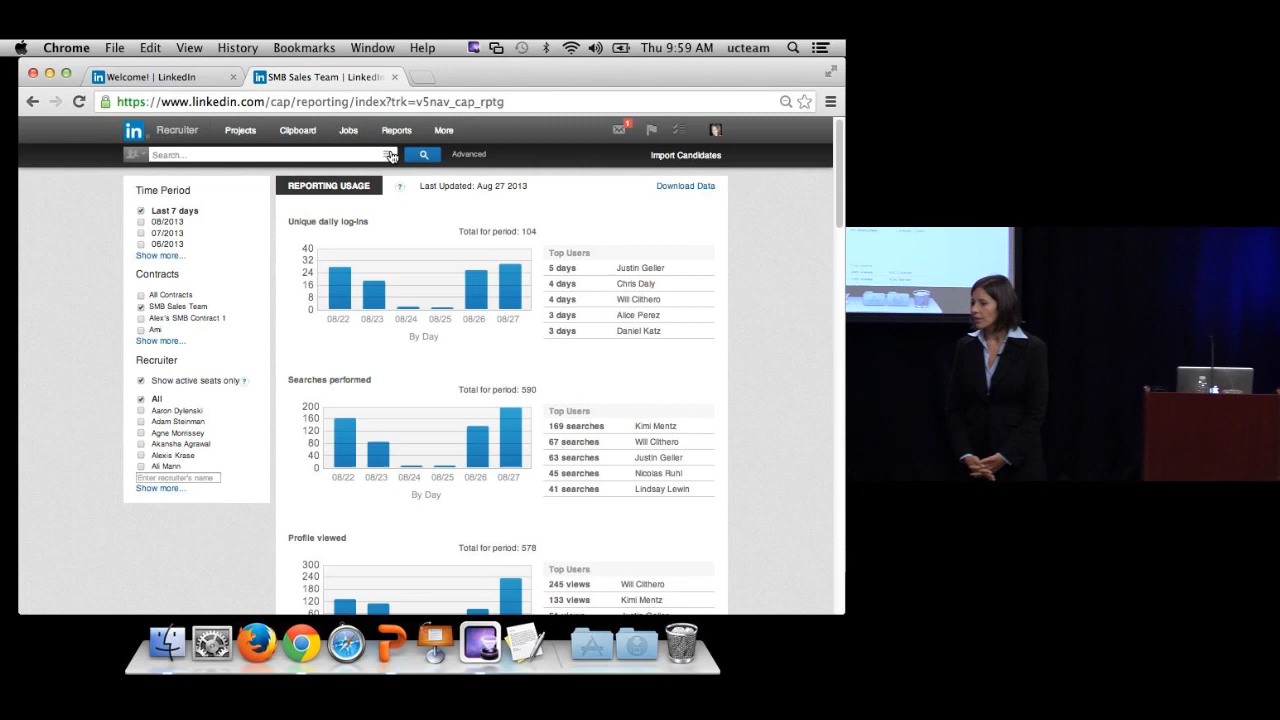 Chrome File Edit View History Bookmarks Window Help Thu 9:59 AM ucteam
in Welcome! | LinkedIn × in SMB Sales Team | LinkedIn ×
https://www.linkedin.com/cap/reporting/index?trk=v5nav_cap_rptg
in Recruiter Projects Clipboard Jobs Reports More 1
Search... Advanced Import Candidates
Time Period
Last 7 days
08/2013
07/2013
06/2013
Show more...
Contracts
All Contracts
SMB Sales Team
Alex's SMB Contract 1
Ami
Show more...
Recruiter
Show active seats only ?
All
Aaron Dylenski
Adam Steinman
Agne Morrissey
Akansha Agrawal
Alexis Krase
Ali Mann
Enter recruiter's name
Show more...
REPORTING USAGE ? Last Updated: Aug 27 2013 Download Data
Unique daily log-ins
Total for period: 104
40
32
24
16
8
0
08/22 08/23 08/24 08/25 08/26 08/27
By Day
Top Users
5 days Justin Geller
4 days Chris Daly
4 days Will Clithero
3 days Alice Perez
3 days Daniel Katz
Searches performed
Total for period: 590
200
160
120
80
40
0
08/22 08/23 08/24 08/25 08/26 08/27
By Day
Top Users
169 searches Kimi Mentz
67 searches Will Clithero
63 searches Justin Geller
45 searches Nicolas Ruhl
41 searches Lindsay Lewin
Profile viewed
Total for period: 578
300
240
180
120
60
Top Users
245 views Will Clithero
133 views Kimi Mentz